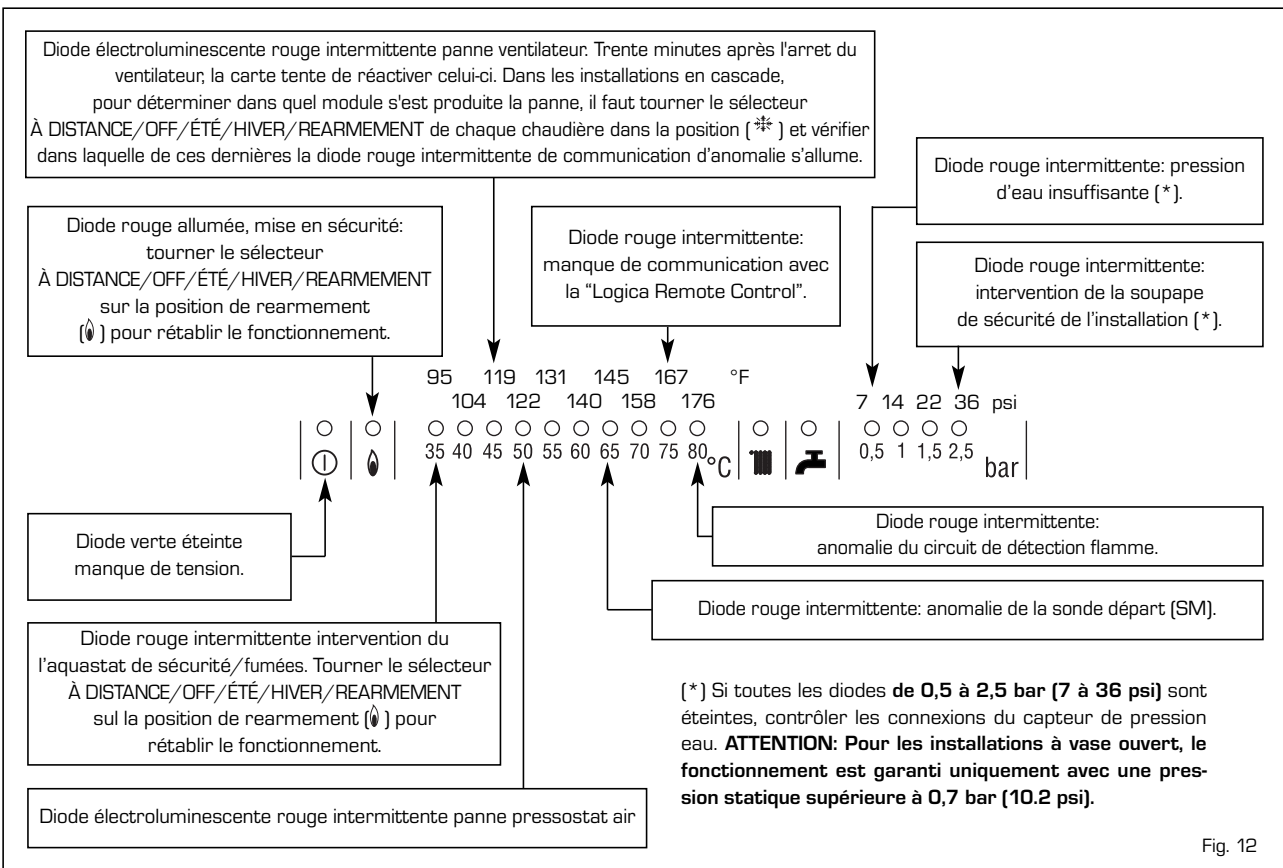 Diode électroluminescente rouge intermittente panne ventilateur. Trente minutes après l'arret du
ventilateur, la carte tente de réactiver celui-ci. Dans les installations en cascade,
pour déterminer dans quel module s'est produite la panne, il faut tourner le sélecteur
À DISTANCE/OFF/ÉTÉ/HIVER/REARMEMENT de chaque chaudière dans la position ( ) et vérifier
dans laquelle de ces dernières la diode rouge intermittente de communication d'anomalie s'allume.
Diode rouge intermittente: pression
d'eau insuffisante (*).
Diode rouge allumée, mise en sécurité:
tourner le sélecteur
À DISTANCE/OFF/ÉTÉ/HIVER/REARMEMENT
sur la position de rearmement
( ) pour rétablir le fonctionnement.
Diode rouge intermittente:
manque de communication avec
la “Logica Remote Control”.
Diode rouge intermittente:
intervention de la soupape
de sécurité de l'installation (*).
95 119 131 145 167 °F
104 122 140 158 176
7 14 22 36 psi
35 40 45 50 55 60 65 70 75 80 °C
0,5 1 1,5 2,5 bar
Diode verte éteinte
manque de tension.
Diode rouge intermittente:
anomalie du circuit de détection flamme.
Diode rouge intermittente: anomalie de la sonde départ (SM).
Diode rouge intermittente intervention du
l'aquastat de sécurité/fumées. Tourner le sélecteur
À DISTANCE/OFF/ÉTÉ/HIVER/REARMEMENT
sul la position de rearmement ( ) pour
rétablir le fonctionnement.
(*) Si toutes les diodes de 0,5 à 2,5 bar (7 à 36 psi) sont
éteintes, contrôler les connexions du capteur de pression
eau. ATTENTION: Pour les installations à vase ouvert, le
fonctionnement est garanti uniquement avec une pres-
sion statique supérieure à 0,7 bar (10.2 psi).
Diode électroluminescente rouge intermittente panne pressostat air
Fig. 12